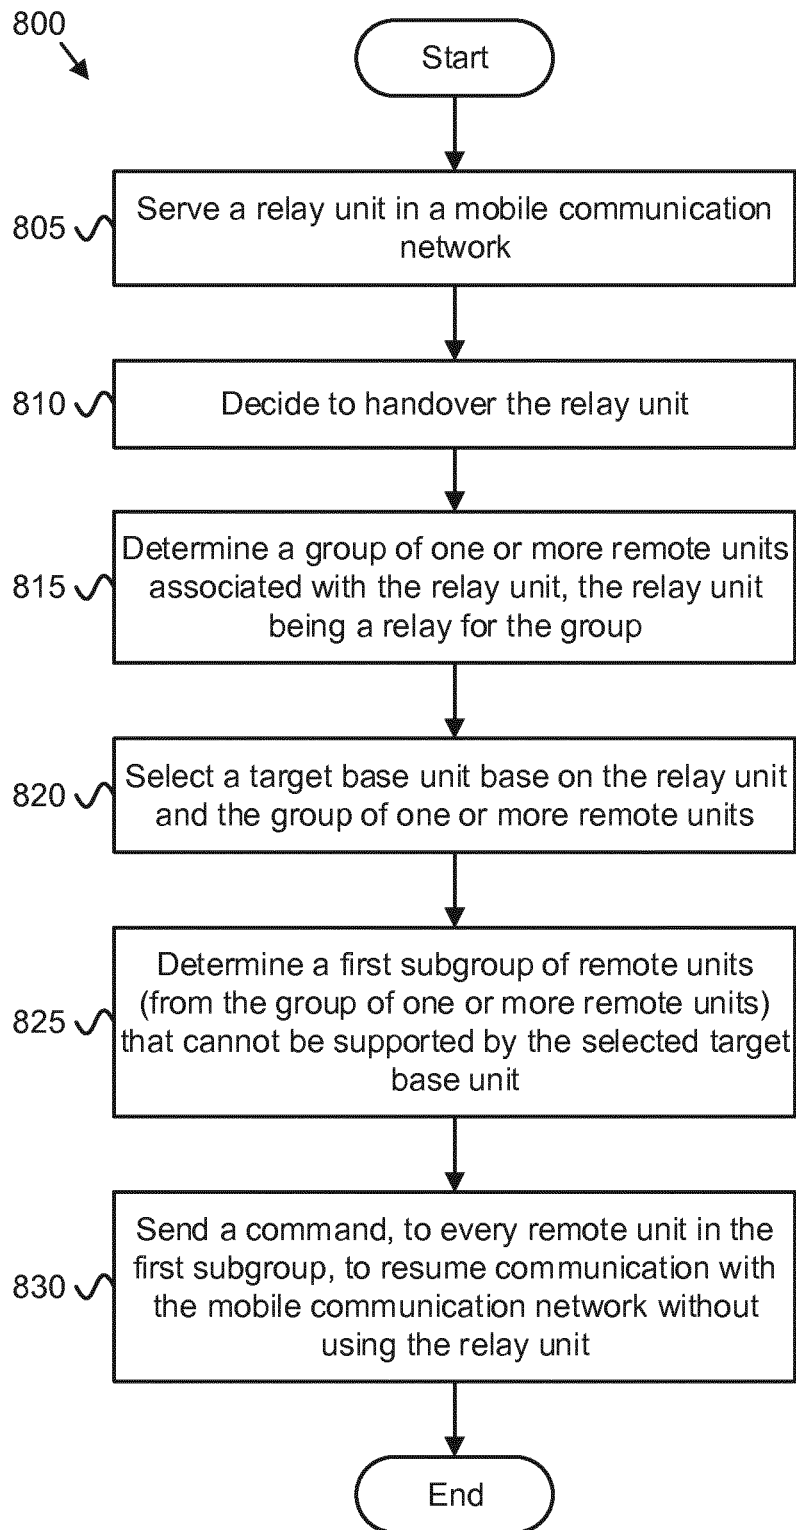 800
Start
805
Serve a relay unit in a mobile communication
network
810
Decide to handover the relay unit
815
Determine a group of one or more remote units
associated with the relay unit, the relay unit
being a relay for the group
820
Select a target base unit base on the relay unit
and the group of one or more remote units
825
Determine a first subgroup of remote units
(from the group of one or more remote units)
that cannot be supported by the selected target
base unit
830
Send a command, to every remote unit in the
first subgroup, to resume communication with
the mobile communication network without
using the relay unit
End